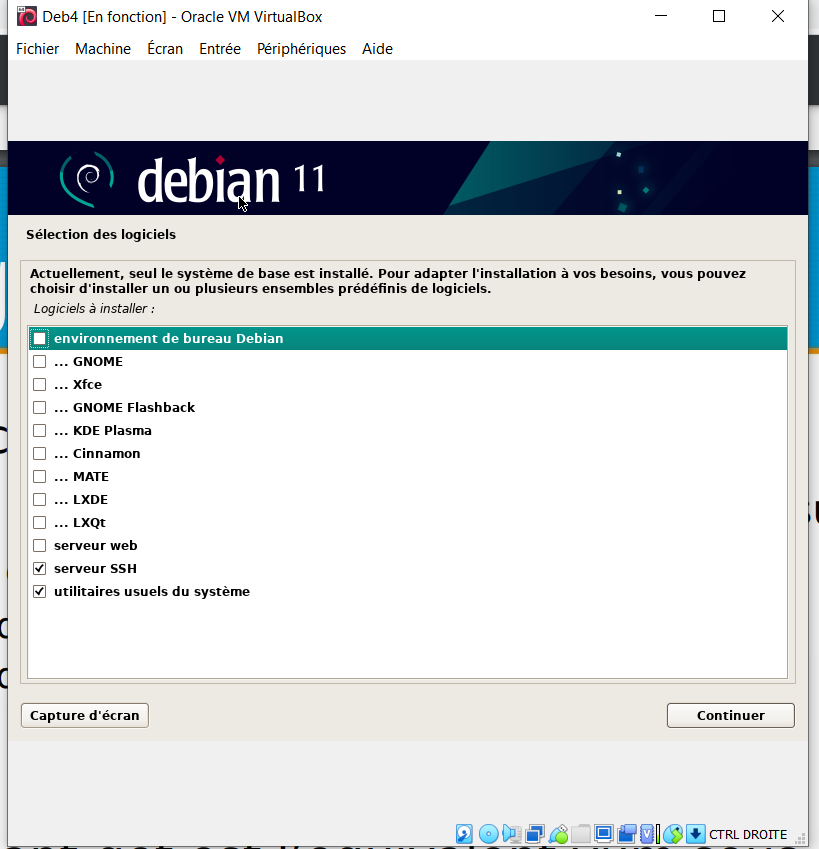 Deb4 [En fonction] - Oracle VM VirtualBox
Fichier Machine Écran Entrée Périphériques Aide
debian 11
Sélection des logiciels
Actuellement, seul le système de base est installé. Pour adapter l'installation à vos besoins, vous pouvez
choisir d'installer un ou plusieurs ensembles prédéfinis de logiciels.
Logiciels à installer :
environnement de bureau Debian
... GNOME
... Xfce
... GNOME Flashback
... KDE Plasma
... Cinnamon
... MATE
... LXDE
... LXQt
serveur web
serveur SSH
utilitaires usuels du système
Capture d'écran Continuer
CTRL DROITE